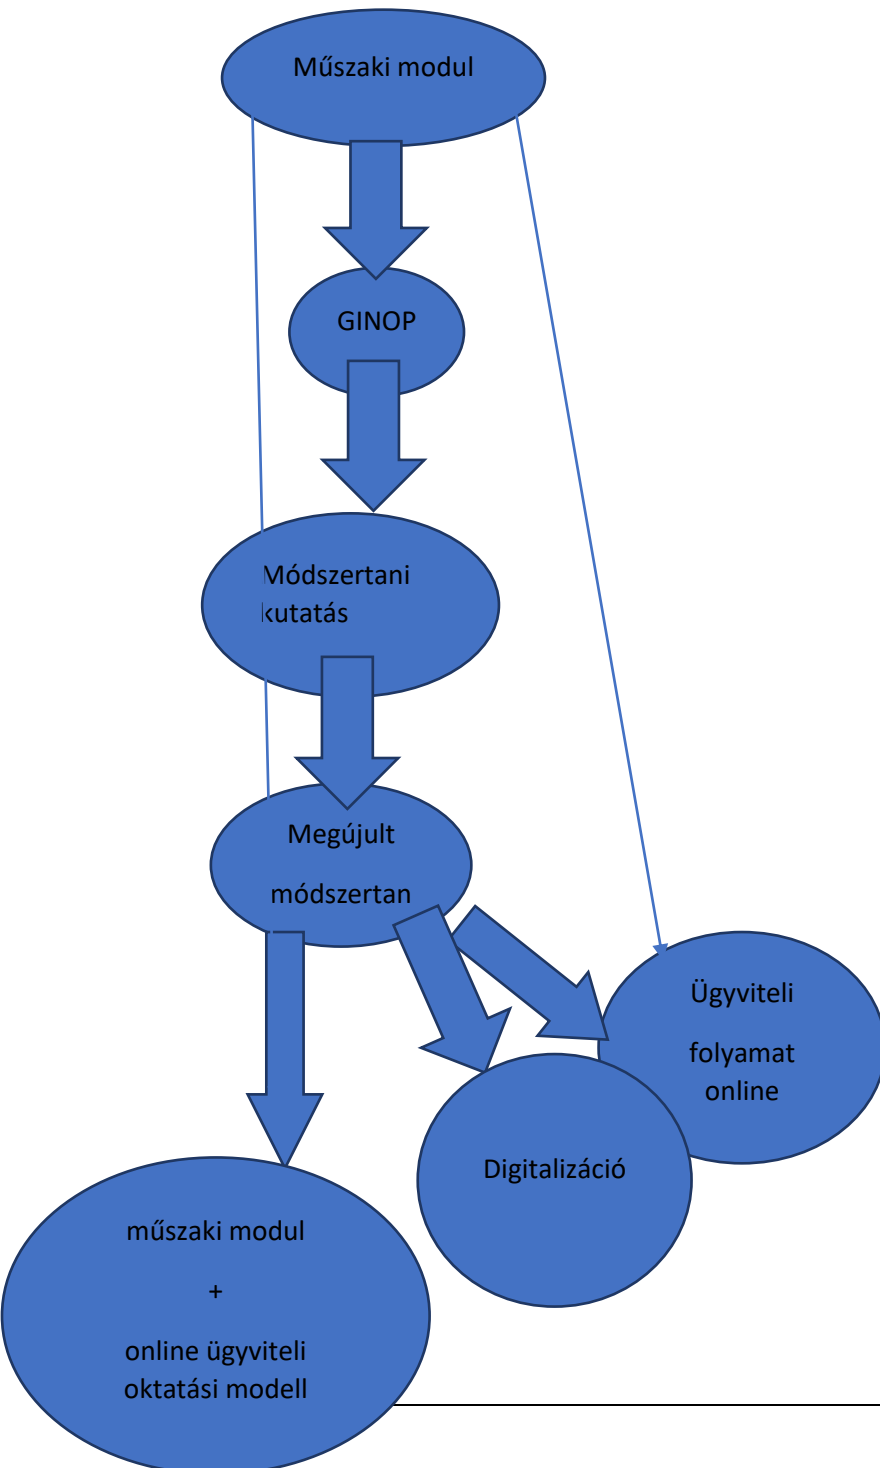 Műszaki modul
GINOP
Módszertani
kutatás
Megújult
módszertan
Ügyviteli
folyamat
online
Digitalizáció
műszaki modul
+
online ügyviteli
oktatási modell